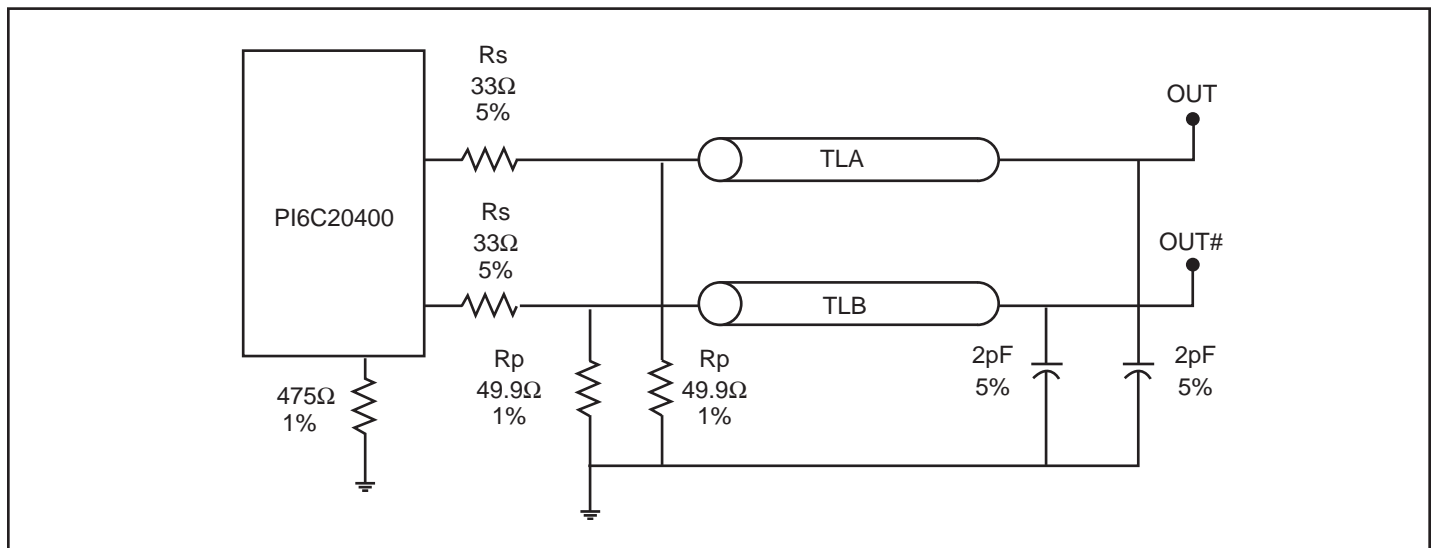 Rs
33Ω
5%
OUT
TLA
PI6C20400
Rs
33Ω
5%
OUT#
TLB
475Ω
1%
Rp
49.9Ω
1%
Rp
49.9Ω
1%
2pF
5%
2pF
5%